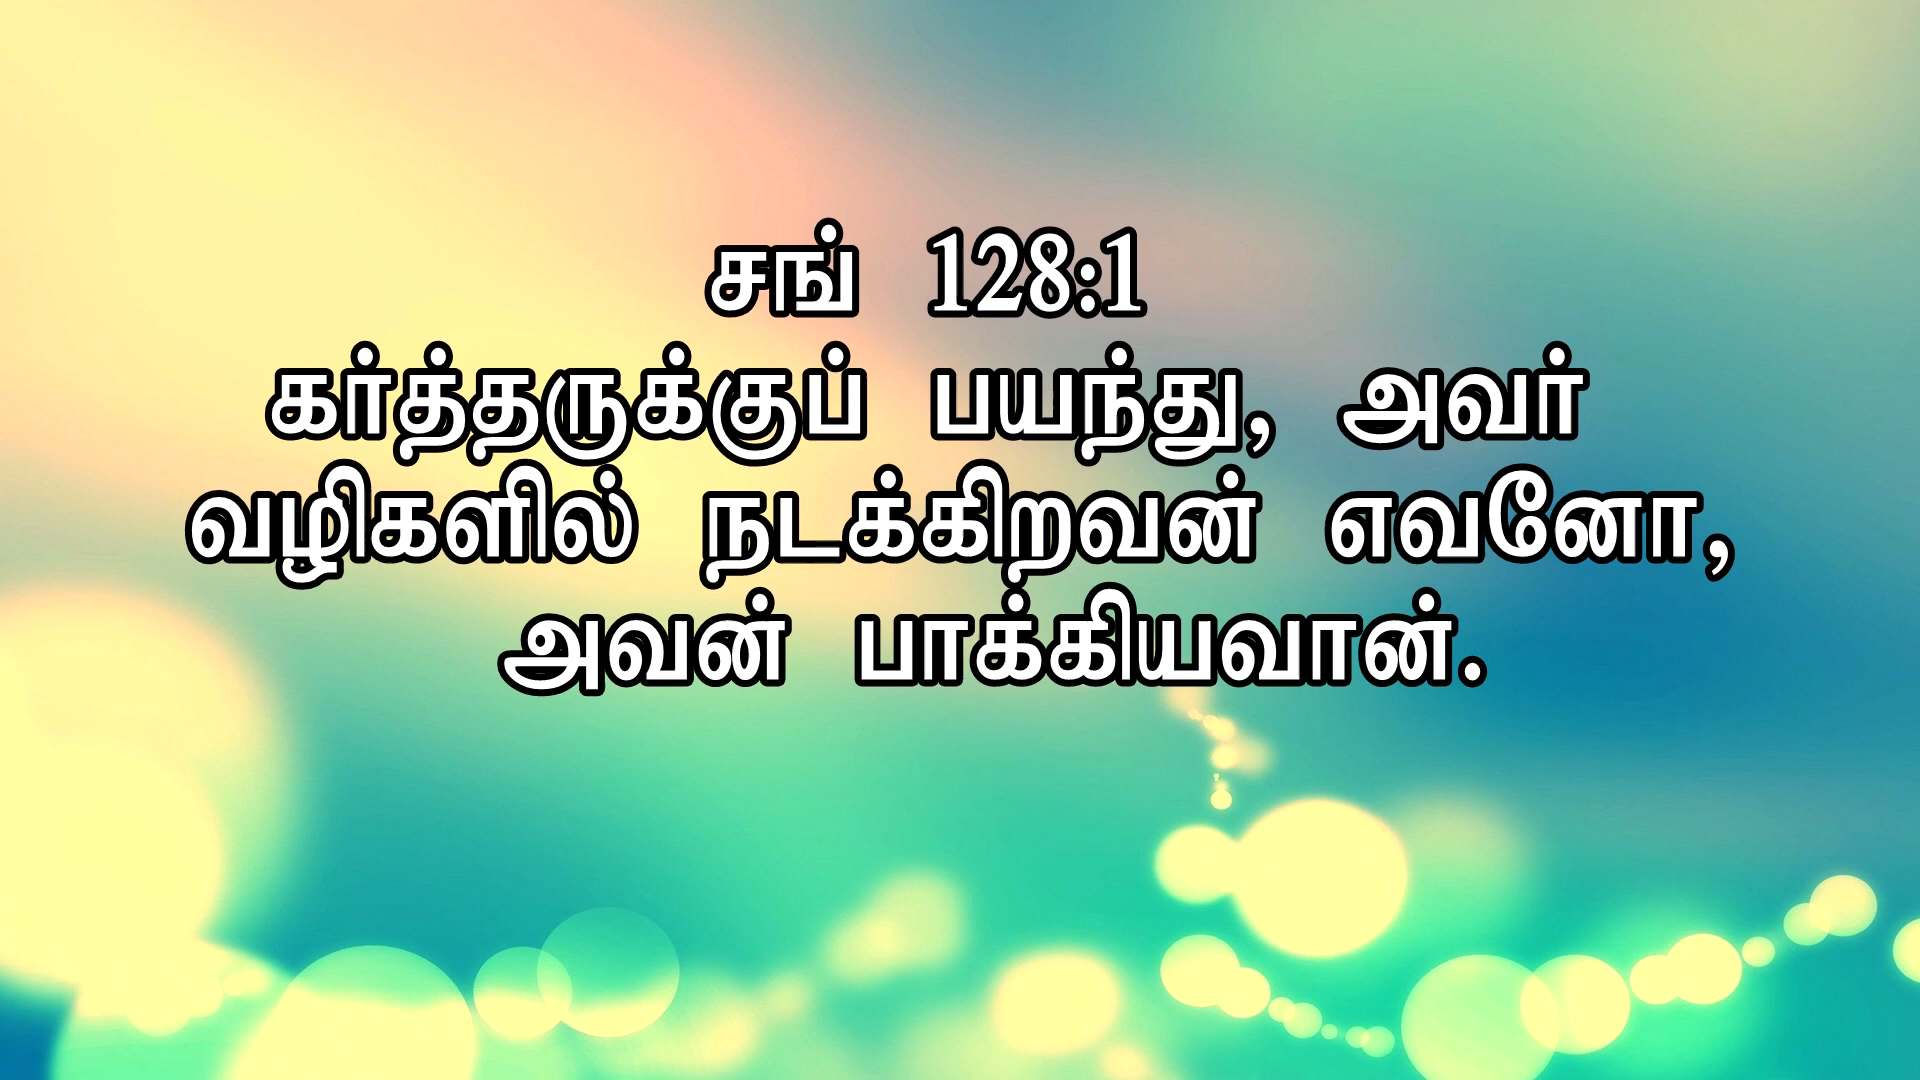 சங் 128:1
கர்த்தருக்குப் பயந்து, அவர்
வழிகளில் நடக்கிறவன் எவனோ,
அவன் பாக்கியவான்.